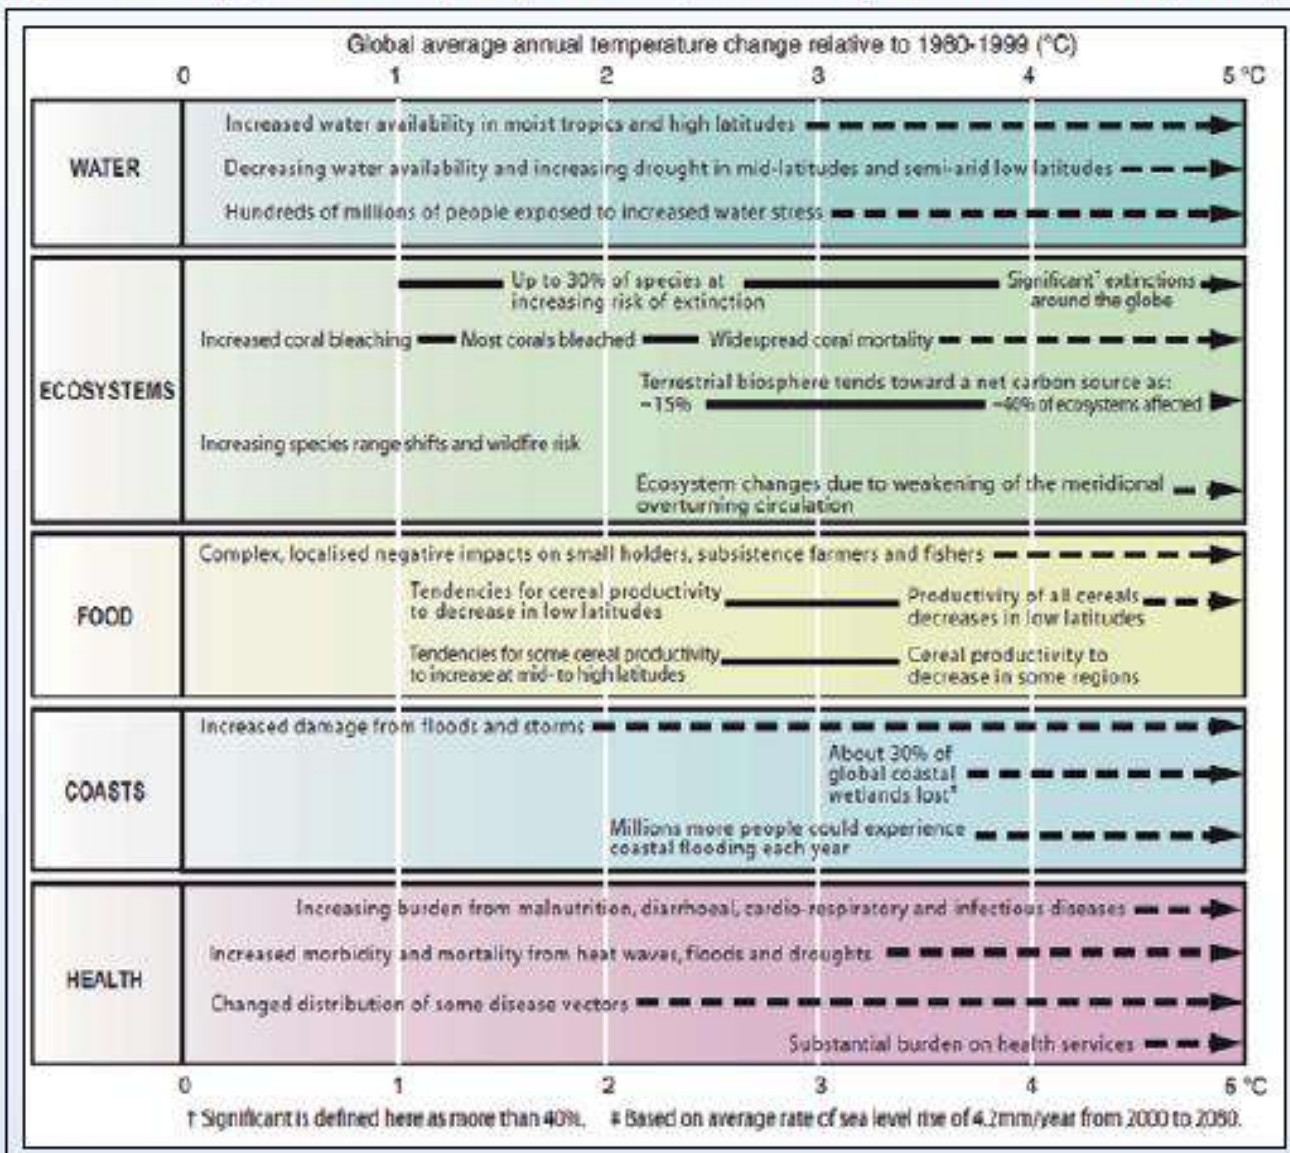 Global average annual temperature change relative to 1980-1999 (°C)
0 1 2 3 4 5 °C
WATER
Increased water availability in moist tropics and high latitudes
Decreasing water availability and increasing drought in mid-latitudes and semi-arid low latitudes
Hundreds of millions of people exposed to increased water stress
ECOSYSTEMS
Up to 30% of species at
increasing risk of extinction
Significant† extinctions
around the globe
Increased coral bleaching Most corals bleached Widespread coral mortality
Terrestrial biosphere tends toward a net carbon source as:
~15% ~40% of ecosystems affected
Increasing species range shifts and wildfire risk
Ecosystem changes due to weakening of the meridional
overturning circulation
FOOD
Complex, localised negative impacts on small holders, subsistence farmers and fishers
Tendencies for cereal productivity
to decrease in low latitudes
Productivity of all cereals
decreases in low latitudes
Tendencies for some cereal productivity
to increase at mid- to high latitudes
Cereal productivity to
decrease in some regions
COASTS
Increased damage from floods and storms
About 30% of
global coastal
wetlands lost‡
Millions more people could experience
coastal flooding each year
HEALTH
Increasing burden from malnutrition, diarrhoeal, cardio-respiratory and infectious diseases
Increased morbidity and mortality from heat waves, floods and droughts
Changed distribution of some disease vectors
Substantial burden on health services
0 1 2 3 4 5 °C
† Significant is defined here as more than 40%. ‡ Based on average rate of sea level rise of 4.2mm/year from 2000 to 2080.